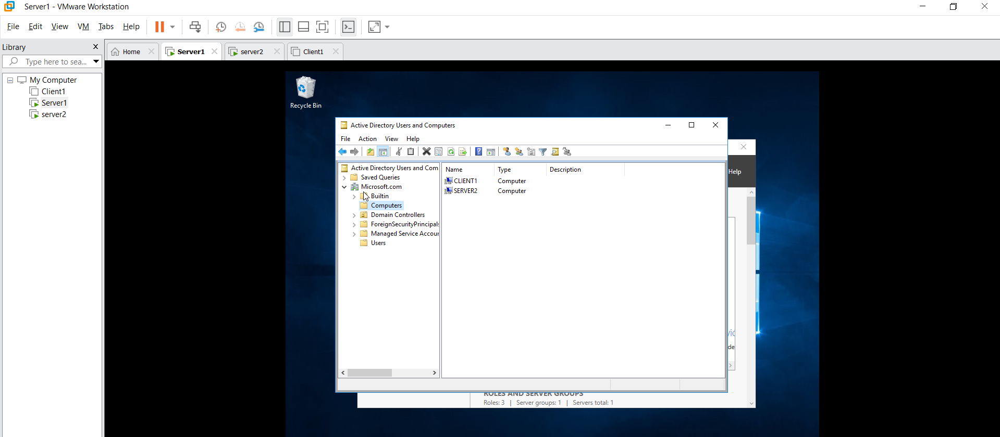 Server1 - VMware Workstation
File Edit View VM Tabs Help
Library
Home
Server1
server2
Client1
Type here to sea...
My Computer
Client1
Server1
server2
Recycle Bin
Active Directory Users and Computers
File Action View Help
Help
Active Directory Users and Com
Saved Queries
Microsoft.com
Builtin
Computers
Domain Controllers
ForeignSecurityPrincipals
Managed Service Accour
Users
Name Type Description
CLIENT1 Computer
SERVER2 Computer
de
ROLES AND SERVER GROUPS
Roles: 3 | Server groups: 1 | Servers total: 1